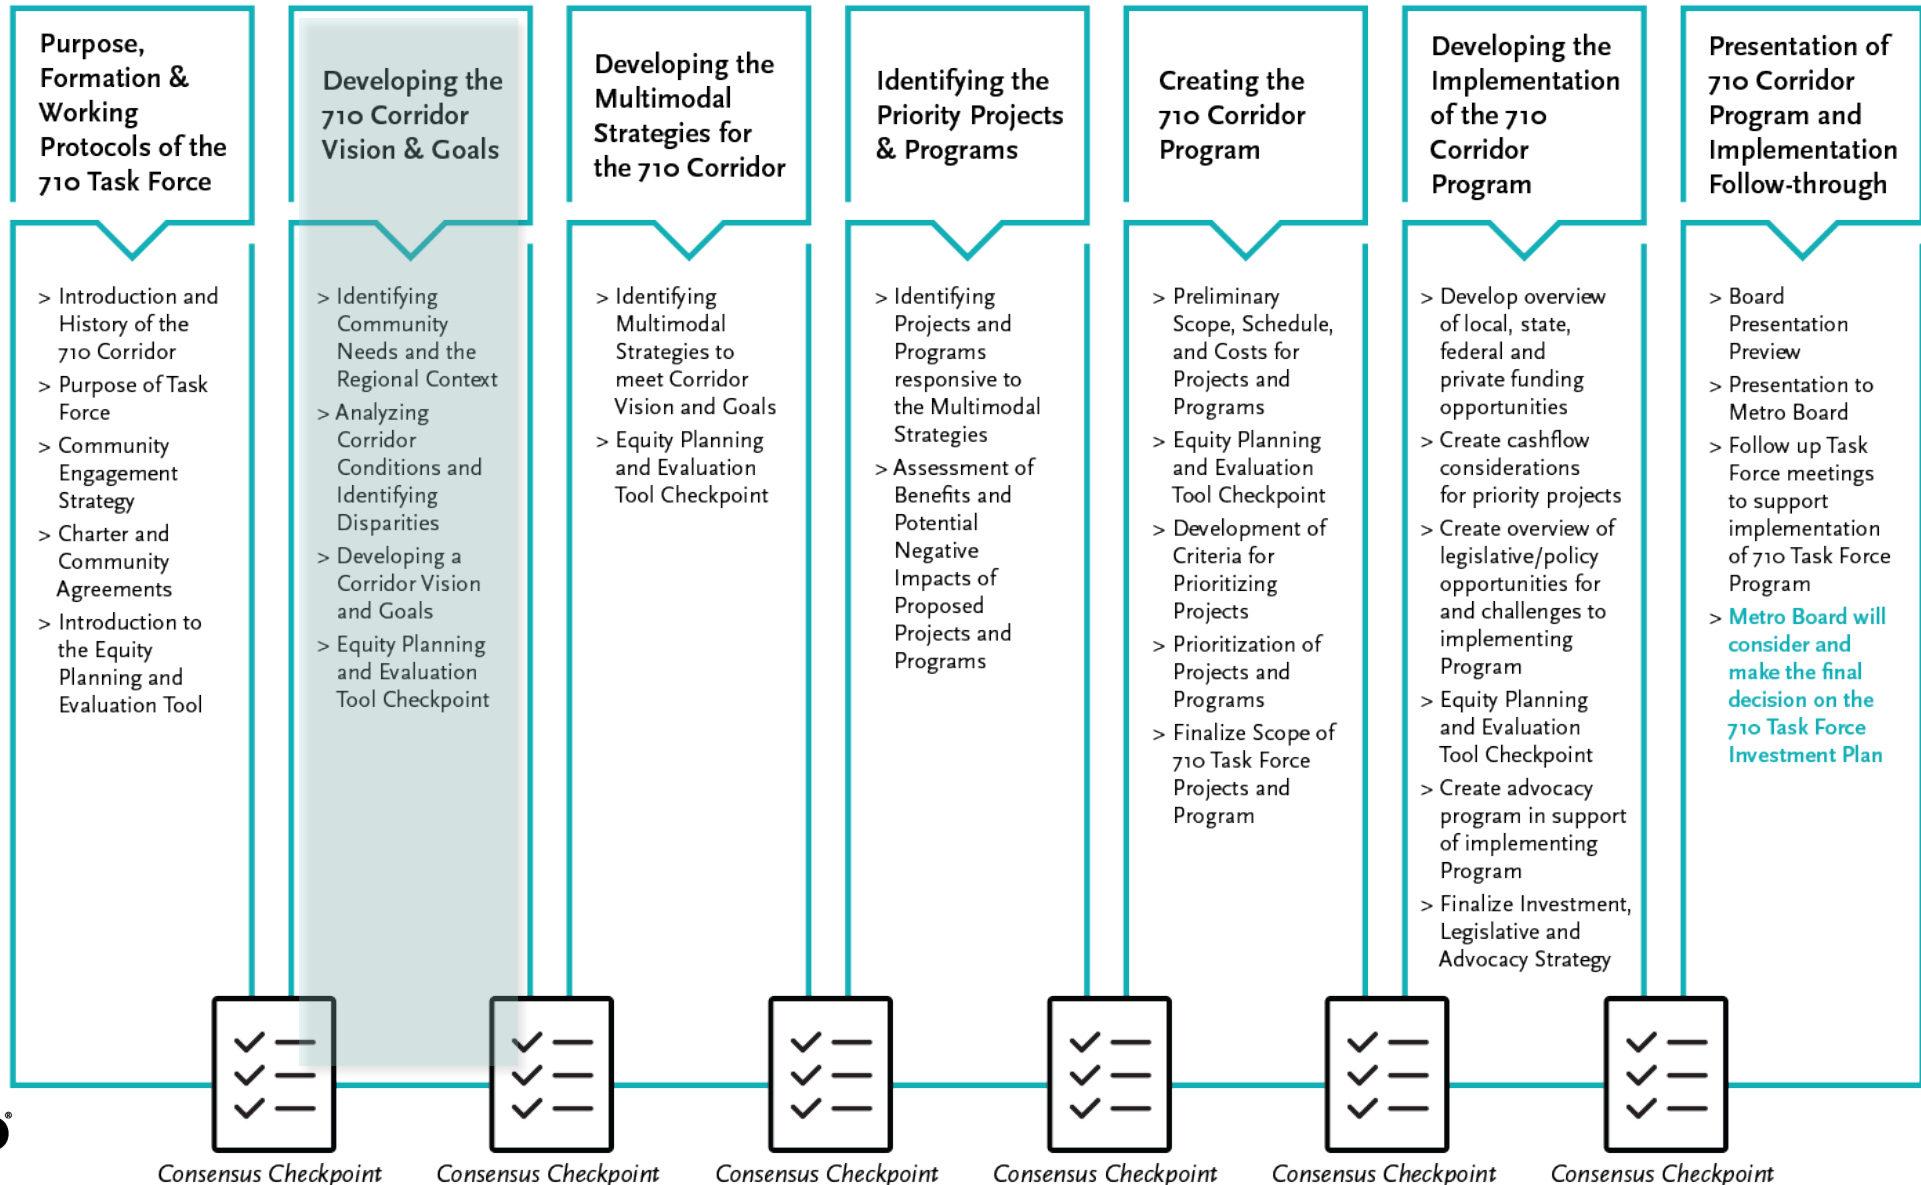 Purpose,
Formation &
Working
Protocols of the
710 Task Force
> Introduction and
History of the
710 Corridor
> Purpose of Task
Force
> Community
Engagement
Strategy
> Charter and
Community
Agreements
> Introduction to
the Equity
Planning and
Evaluation Tool
Developing the
710 Corridor
Vision & Goals
> Identifying
Community
Needs and the
Regional Context
> Analyzing
Corridor
Conditions and
Identifying
Disparities
> Developing a
Corridor Vision
and Goals
> Equity Planning
and Evaluation
Tool Checkpoint
Developing the
Multimodal
Strategies for
the 710 Corridor
> Identifying
Multimodal
Strategies to
meet Corridor
Vision and Goals
> Equity Planning
and Evaluation
Tool Checkpoint
Identifying the
Priority Projects
& Programs
> Identifying
Projects and
Programs
responsive to
the Multimodal
Strategies
> Assessment of
Benefits and
Potential
Negative
Impacts of
Proposed
Projects and
Programs
Creating the
710 Corridor
Program
> Preliminary
Scope, Schedule,
and Costs for
Projects and
Programs
> Equity Planning
and Evaluation
Tool Checkpoint
> Development of
Criteria for
Prioritizing
Projects
> Prioritization of
Projects and
Programs
> Finalize Scope of
710 Task Force
Projects and
Program
Developing the
Implementation
of the 710
Corridor
Program
> Develop overview
of local, state,
federal and
private funding
opportunities
> Create cashflow
considerations
for priority projects
> Create overview of
legislative/policy
opportunities for
and challenges to
implementing
Program
> Equity Planning
and Evaluation
Tool Checkpoint
> Create advocacy
program in support
of implementing
Program
> Finalize Investment,
Legislative and
Advocacy Strategy
Presentation of
710 Corridor
Program and
Implementation
Follow-through
> Board
Presentation
Preview
> Presentation to
Metro Board
> Follow up Task
Force meetings
to support
implementation
of 710 Task Force
Program
> Metro Board will
consider and
make the final
decision on the
710 Task Force
Investment Plan
Consensus Checkpoint
Consensus Checkpoint
Consensus Checkpoint
Consensus Checkpoint
Consensus Checkpoint
Consensus Checkpoint